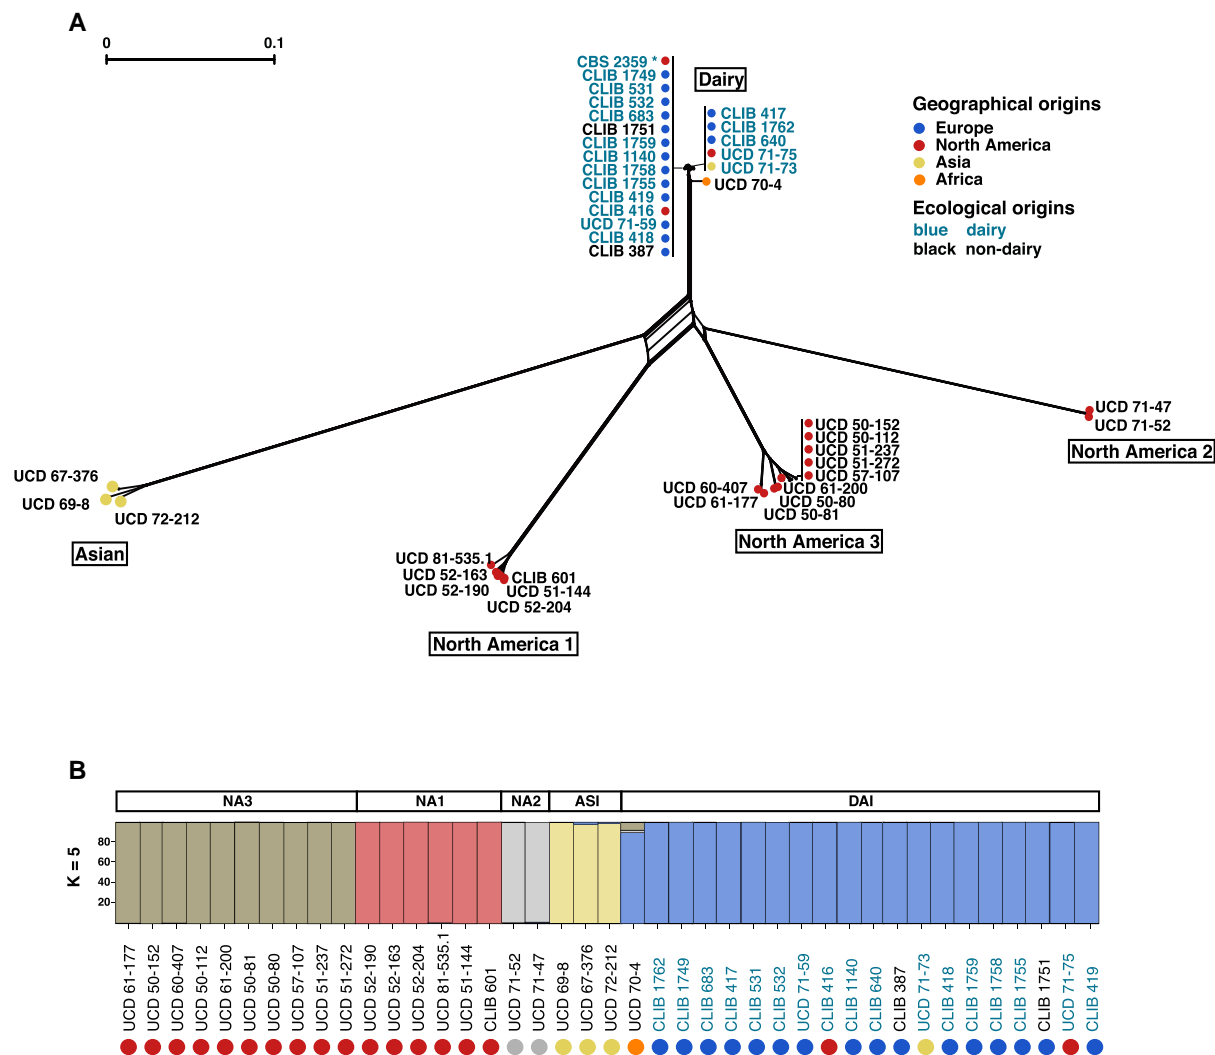 A
0 0.1
CBS 2359 *
CLIB 1749
CLIB 531
CLIB 532
CLIB 683
CLIB 1751
CLIB 1759
CLIB 1140
CLIB 1758
CLIB 1755
CLIB 419
CLIB 416
UCD 71-59
CLIB 418
CLIB 387
Dairy
CLIB 417
CLIB 1762
CLIB 640
UCD 71-75
UCD 71-73
UCD 70-4
Geographical origins
Europe
North America
Asia
Africa
Ecological origins
blue dairy
black non-dairy
UCD 71-47
UCD 71-52
North America 2
UCD 50-152
UCD 50-112
UCD 51-237
UCD 51-272
UCD 57-107
UCD 60-407
UCD 61-200
UCD 61-177
UCD 50-80
UCD 50-81
North America 3
UCD 67-376
UCD 69-8
UCD 72-212
Asian
UCD 81-535.1
UCD 52-163
CLIB 601
UCD 52-190
UCD 51-144
UCD 52-204
North America 1
B
NA3 NA1 NA2 ASI DAI
K = 5
80
60
40
20
UCD 61-177
UCD 50-152
UCD 60-407
UCD 50-112
UCD 61-200
UCD 50-81
UCD 50-80
UCD 57-107
UCD 51-237
UCD 51-272
UCD 52-190
UCD 52-163
UCD 52-204
UCD 81-535.1
UCD 51-144
CLIB 601
UCD 71-52
UCD 71-47
UCD 69-8
UCD 67-376
UCD 72-212
UCD 70-4
CLIB 1762
CLIB 1749
CLIB 683
CLIB 417
CLIB 531
CLIB 532
UCD 71-59
CLIB 416
CLIB 1140
CLIB 640
CLIB 387
UCD 71-73
CLIB 418
CLIB 1759
CLIB 1758
CLIB 1755
CLIB 1751
UCD 71-75
CLIB 419